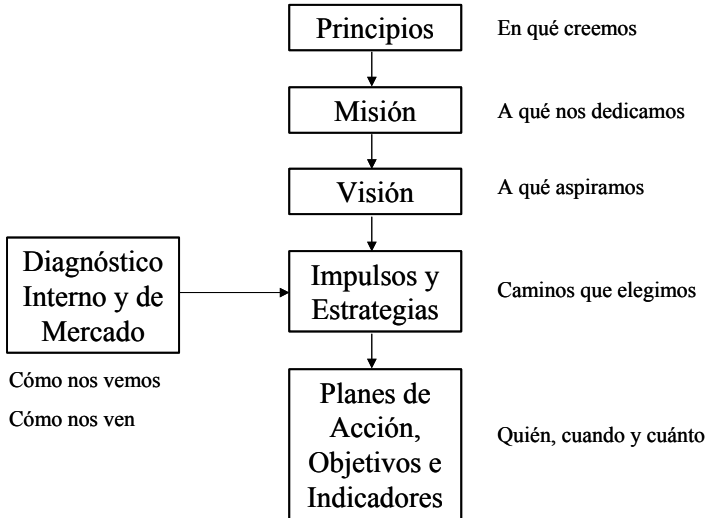 Principios
En qué creemos
Misión
A qué nos dedicamos
Visión
A qué aspiramos
Diagnóstico
Interno y de
Mercado
Cómo nos vemos
Cómo nos ven
Impulsos y
Estrategias
Caminos que elegimos
Planes de
Acción,
Objetivos e
Indicadores
Quién, cuando y cuánto